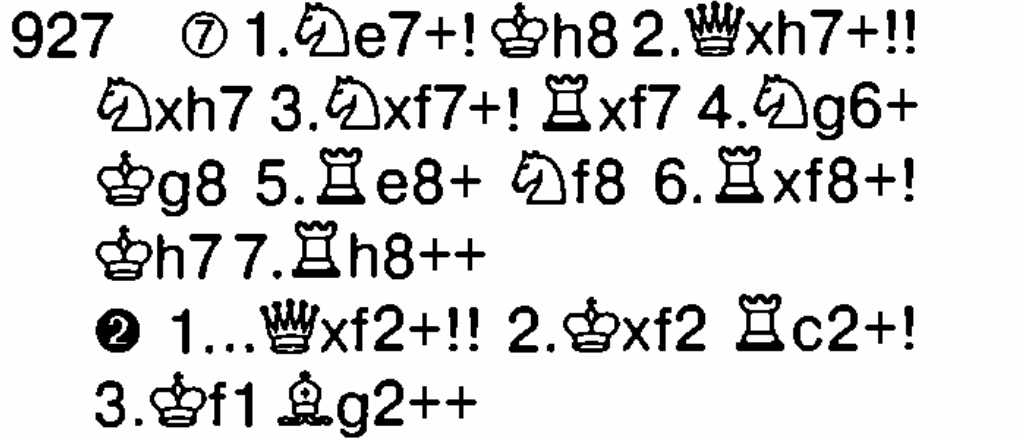 927 ⑦ 1.♘e7+! ♔h8 2.♕xh7+!!
♘xh7 3.♘xf7+! ♖xf7 4.♘g6+
♔g8 5.♖e8+ ♘f8 6.♖xf8+!
♔h7 7.♖h8++
❷ 1...♕xf2+!! 2.♔xf2 ♖c2+!
3.♔f1 ♗g2++